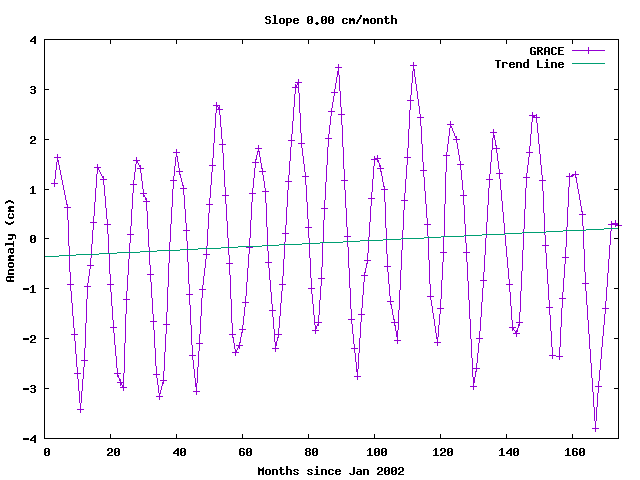 Slope 0.00 cm/month
GRACE
Trend Line
4
3
2
1
0
-1
-2
-3
-4
Anomaly (cm)
0 20 40 60 80 100 120 140 160
Months since Jan 2002